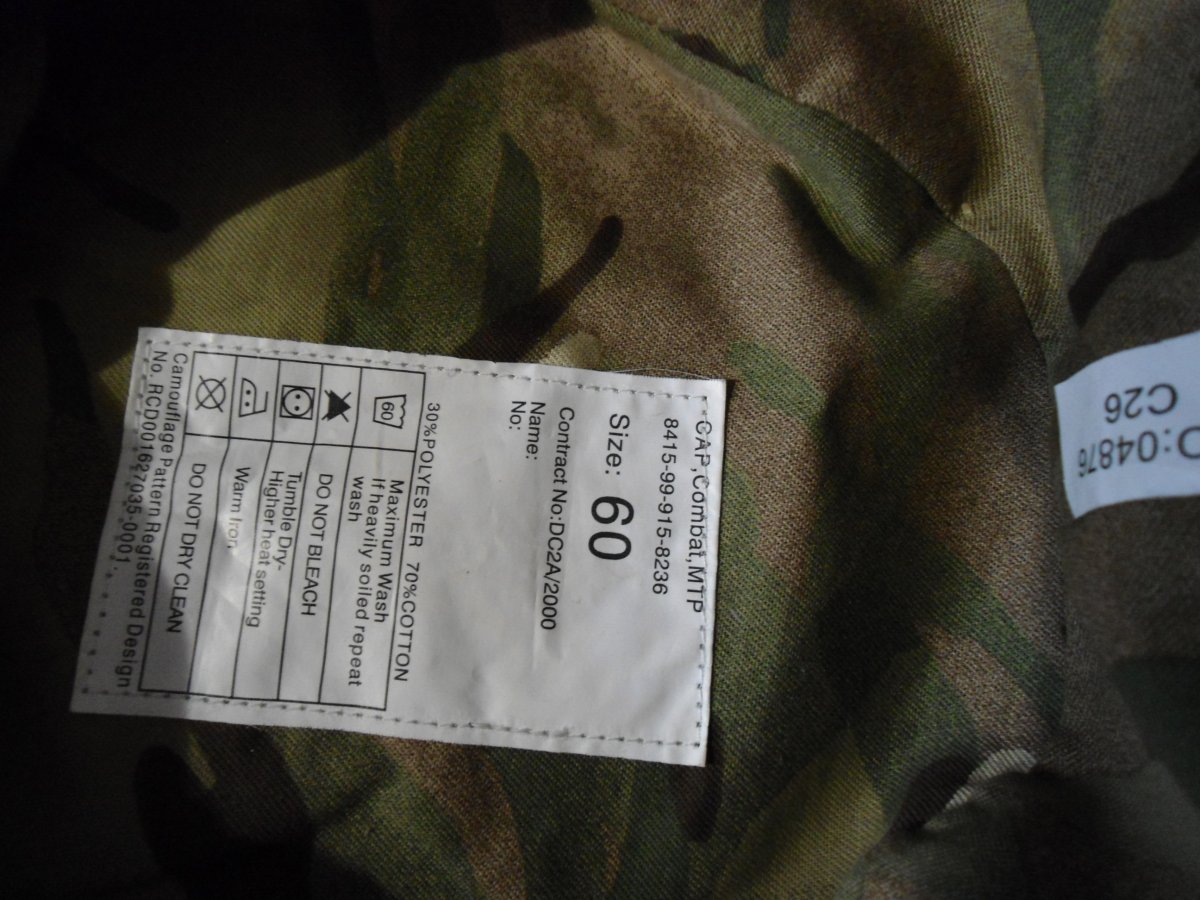 CAP,Combat,MTP
8415-99-915-8236
Size: 60
Contract No:DC2A/2000
Name:
No:
30%POLYESTER 70%COTTON
60
Maximum Wash
If heavily soiled repeat
wash
DO NOT BLEACH
Tumble Dry-
Higher heat setting
Warm Iron
DO NOT DRY CLEAN
Camouflage Pattern Registered Design
No. RCD001627035-0001.
D:04876
C26